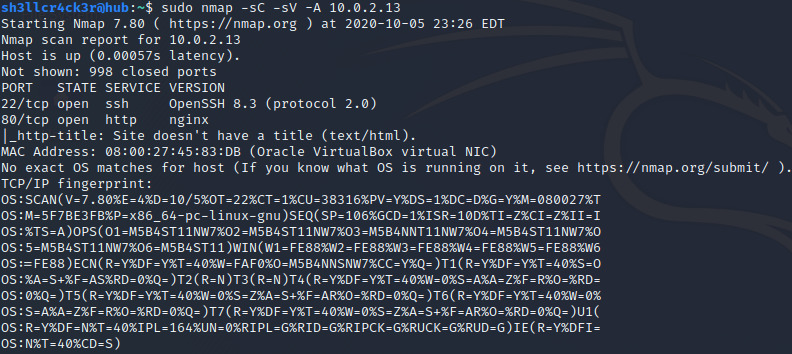 sh3llcr4ck3r@hub:~$ sudo nmap -sC -sV -A 10.0.2.13
Starting Nmap 7.80 ( https://nmap.org ) at 2020-10-05 23:26 EDT
Nmap scan report for 10.0.2.13
Host is up (0.00057s latency).
Not shown: 998 closed ports
PORT   STATE SERVICE VERSION
22/tcp open  ssh     OpenSSH 8.3 (protocol 2.0)
80/tcp open  http    nginx
|_http-title: Site doesn't have a title (text/html).
MAC Address: 08:00:27:45:83:DB (Oracle VirtualBox virtual NIC)
No exact OS matches for host (If you know what OS is running on it, see https://nmap.org/submit/ ).
TCP/IP fingerprint:
OS:SCAN(V=7.80%E=4%D=10/5%OT=22%CT=1%CU=38316%PV=Y%DS=1%DC=D%G=Y%M=080027%T
OS:M=5F7BE3FB%P=x86_64-pc-linux-gnu)SEQ(SP=106%GCD=1%ISR=10D%TI=Z%CI=Z%II=I
OS:%TS=A)OPS(O1=M5B4ST11NW7%O2=M5B4ST11NW7%O3=M5B4NNT11NW7%O4=M5B4ST11NW7%O
OS:5=M5B4ST11NW7%O6=M5B4ST11)WIN(W1=FE88%W2=FE88%W3=FE88%W4=FE88%W5=FE88%W6
OS:=FE88)ECN(R=Y%DF=Y%T=40%W=FAF0%O=M5B4NNSNW7%CC=Y%Q=)T1(R=Y%DF=Y%T=40%S=O
OS:%A=S+%F=AS%RD=0%Q=)T2(R=N)T3(R=N)T4(R=Y%DF=Y%T=40%W=0%S=A%A=Z%F=R%O=%RD=
OS:0%Q=)T5(R=Y%DF=Y%T=40%W=0%S=Z%A=S+%F=AR%O=%RD=0%Q=)T6(R=Y%DF=Y%T=40%W=0%
OS:S=A%A=Z%F=R%O=%RD=0%Q=)T7(R=Y%DF=Y%T=40%W=0%S=Z%A=S+%F=AR%O=%RD=0%Q=)U1(
OS:R=Y%DF=N%T=40%IPL=164%UN=0%RIPL=G%RID=G%RIPCK=G%RUCK=G%RUD=G)IE(R=Y%DFI=
OS:N%T=40%CD=S)